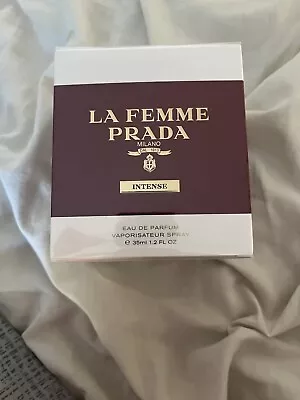 LA FEMME
PRADA
MILANO
INTENSE
EAU DE PARFUM
VAPORISATEUR SPRAY
℮ 35ml 1.2 FL OZ